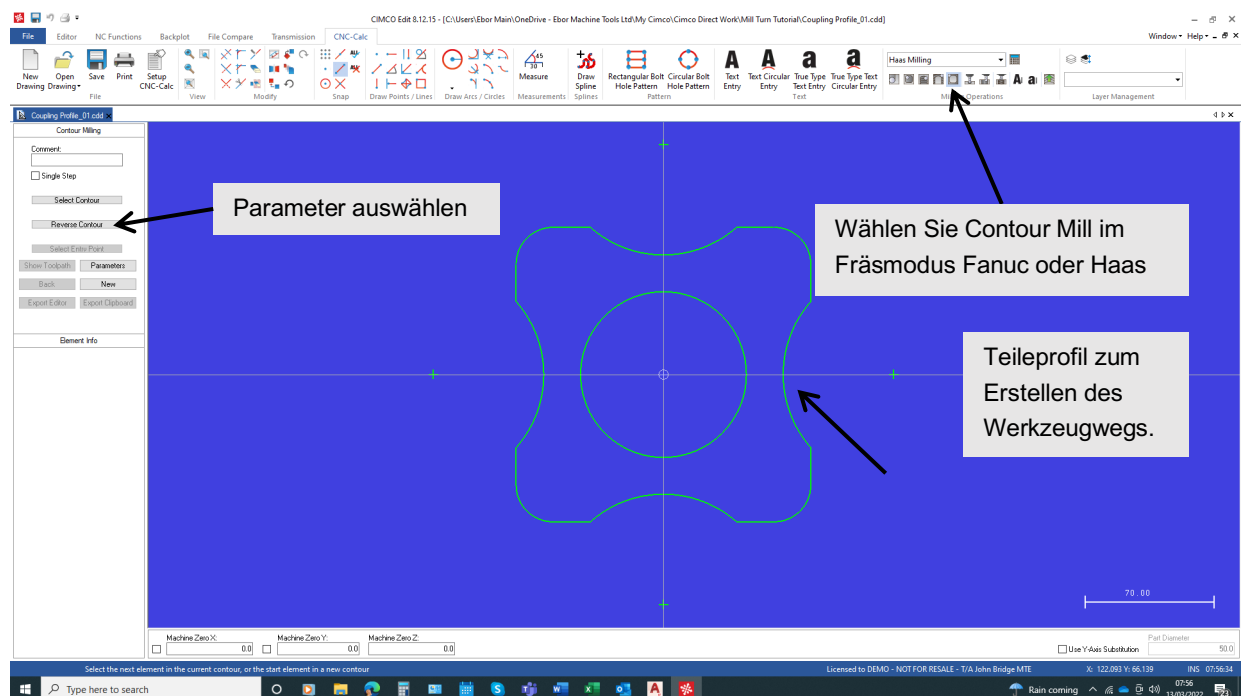 CIMCO Edit 8.12.15 - [C:\Users\Ebor Main\OneDrive - Ebor Machine Tools Ltd\My Cimco\Cimco Direct Work\Mill Turn Tutorial\Coupling Profile_01.cdd]
File Editor NC Functions Backplot File Compare Transmission CNC-Calc Window Help
New Drawing
Open Drawing
Save
Print
Setup CNC-Calc
Measure
Draw Spline
Rectangular Bolt Hole Pattern
Circular Bolt Hole Pattern
Text Entry
Text Circular Entry
True Type Text Entry
True Type Text Circular Entry
Haas Milling
File View Modify Snap Draw Points / Lines Draw Arcs / Circles Measurements Splines Pattern Text Layer Management
Coupling Profile_01.cdd
Contour Milling
Comment:
Single Step
Select Contour
Reverse Contour
Select Entry Point
Show Toolpath Parameters
Back New
Export Editor Export Clipboard
Element Info
Parameter auswählen
Wählen Sie Contour Mill im
Fräsmodus Fanuc oder Haas
Teileprofil zum
Erstellen des
Werkzeugwegs.
70.00
Machine Zero X: Machine Zero Y: Machine Zero Z: Part Diameter
0.0 0.0 0.0 Use Y-Axis Substitution 50.0
Select the next element in the current contour, or the start element in a new contour
Licensed to DEMO - NOT FOR RESALE - T/A John Bridge MTE X: 122.093 Y: 66.139 INS 07:56:34
Type here to search
Rain coming
07:56
13/03/2022
23